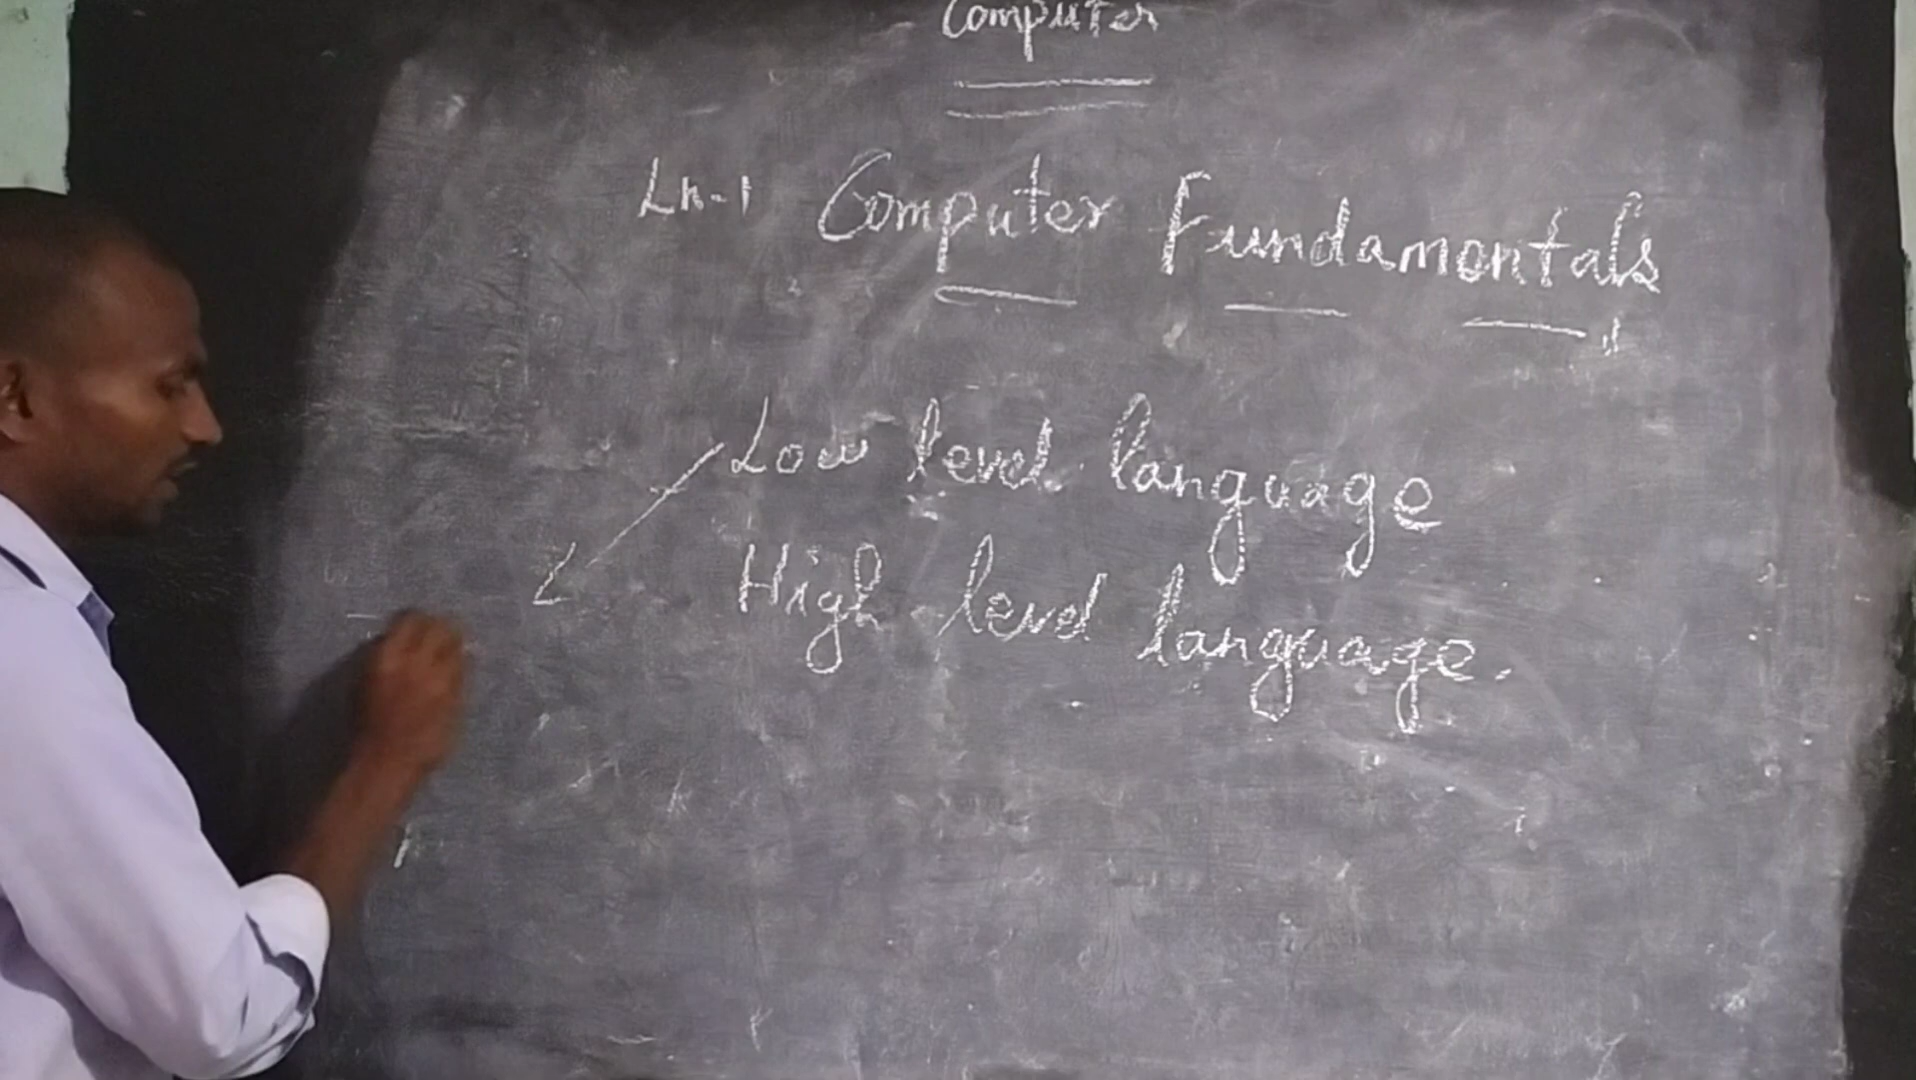 Computer
Ln-1 Computer Fundamentals
Low level language
High level language.